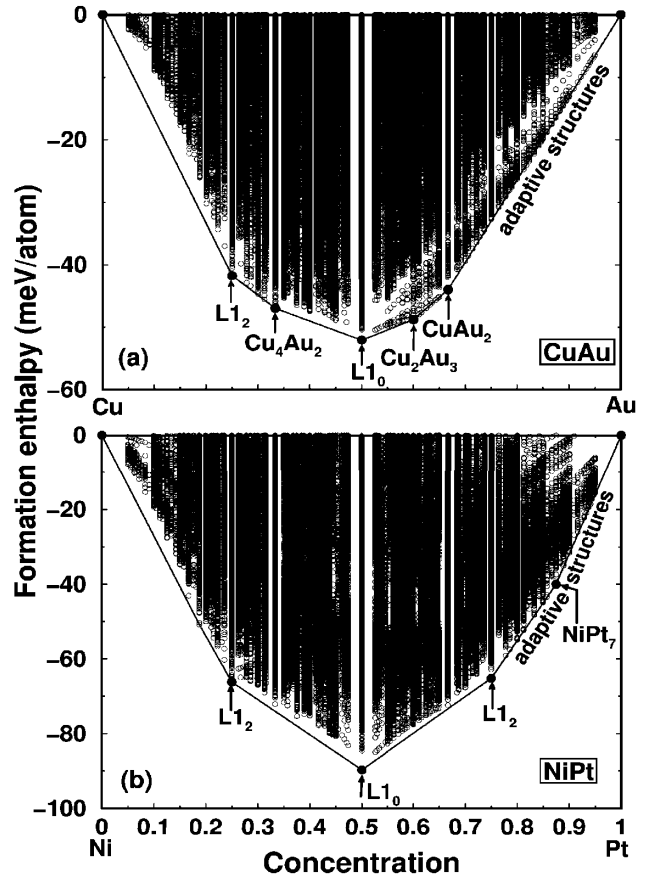 0
−20
−40
−60
Formation enthalpy (meV/atom)
adaptive structures
L1₂
Cu₄Au₂
L1₀
Cu₂Au₃
CuAu₂
(a)
CuAu
Cu
Au
0
−20
−40
−60
−80
−100
adaptive structures
NiPt₇
L1₂
L1₂
L1₀
(b)
NiPt
0 0.1 0.2 0.3 0.4 0.5 0.6 0.7 0.8 0.9 1
Ni
Pt
Concentration